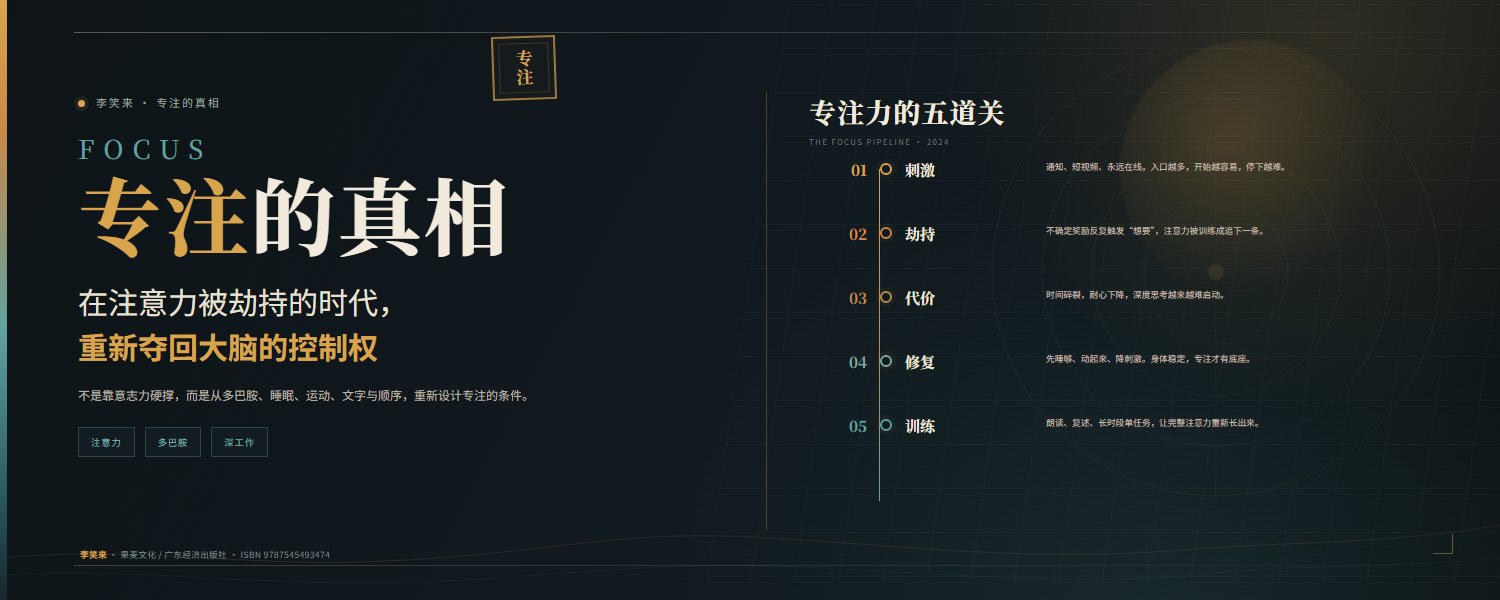 专注
李笑来 · 专注的真相
FOCUS
专注的真相
在注意力被劫持的时代，
重新夺回大脑的控制权
不是靠意志力硬撑，而是从多巴胺、睡眠、运动、文字与顺序，重新设计专注的条件。
注意力 多巴胺 深工作
李笑来 · 果麦文化 / 广东经济出版社 · ISBN 9787545493474
专注力的五道关
THE FOCUS PIPELINE · 2024
01 刺激 通知、短视频、永远在线。入口越多，开始越容易，停下越难。
02 劫持 不确定奖励反复触发“想要”，注意力被训练成追下一条。
03 代价 时间碎裂，耐心下降，深度思考越来越难启动。
04 修复 先睡够、动起来、降刺激。身体稳定，专注才有底座。
05 训练 朗读、复述、长时段单任务，让完整注意力重新长出来。